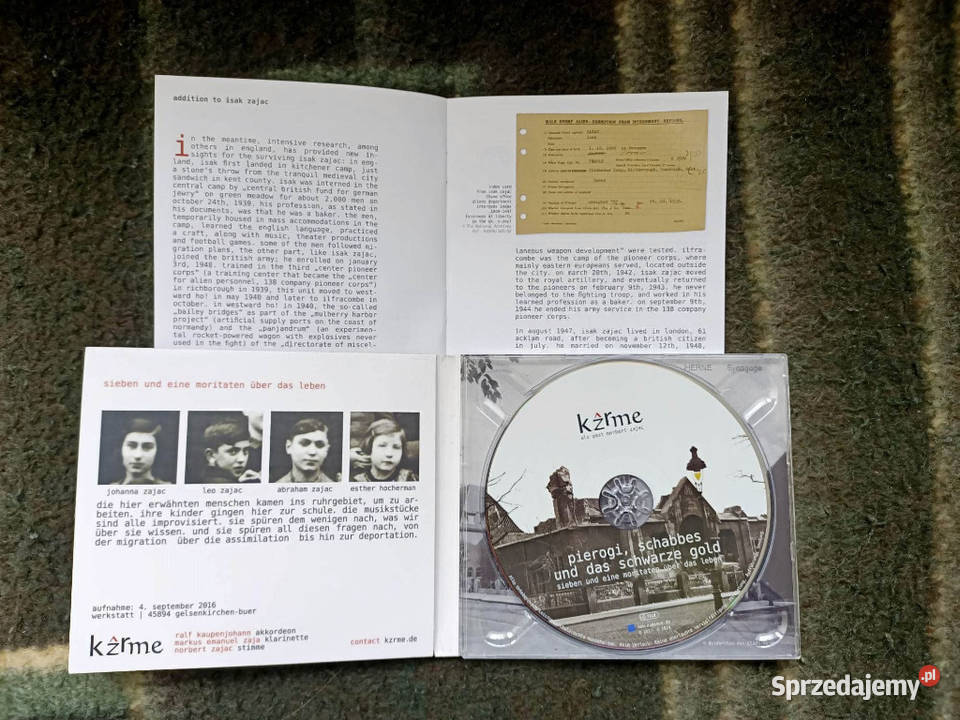 addition to isak zajac
in the meantime, intensive research, among
others in england, has provided new in-
sights for the surviving isak zajac: in eng-
land, isak first landed in kitchener camp, just
a stone's throw from the tranquil medieval city
sandwich in kent county. isak was interned in the
central camp by „central british fund for german
jewry" on green meadow for about 2,000 men on
october 24th, 1939. his profession, as stated in
his documents, was that he was a baker. the men,
temporarily housed in mass accommodations in the
camp, learned the english language, practiced
a craft, along with music, theater productions
and football games. some of the men followed mi-
gration plans, the other part, like isak zajac,
joined the british army: he enrolled on january
3rd, 1940. trained in the third „center pioneer
corps" (a training center that became the „center
for alien personnel, 138 company pioneer corps")
in richborough in 1939, this unit moved to west-
ward ho! in may 1940 and later to ilfracombe in
october. in westward ho! in 1940, the so-called
„bailey bridges" as part of the „mulberry harbor
project" (artificial supply ports on the coast of
normandy) and the „panjandrum" (an experimen-
tal rocket-powered wagon with explosives never
used in the fight) of the „directorate of miscel-
MALE ENEMY ALIEN - EXEMPTION FROM INTERNMENT - REFUGEE.
laneous weapon development" were tested. ilfra-
combe was the camp of the pioneer corps, where
mainly eastern europeans served, located outside
the city. on march 28th, 1942, isak zajac moved
to the royal artillery, and eventually returned
to the pioneers on february 9th, 1943. he never
belonged to the fighting troop, and worked in his
learned profession as a baker. on september 9th,
1944 he ended his army service in the 138 company
pioneer corps.
In august 1947, isak zajac lived in london, 61
acklam road, after becoming a british citizen
in july. he married on november 12th, 1948,
sieben und eine moritaten über das leben
johanna zajac leo zajac abraham zajac esther hocherman
die hier erwähnten menschen kamen ins ruhrgebiet, um zu ar-
beiten. ihre kinder gingen hier zur schule. die musikstücke
sind alle improvisiert. sie spüren dem wenigen nach, was wir
über sie wissen. und sie spüren all diesen fragen nach, von
der migration über die assimilation bis hin zur deportation.
aufnahme: 4. september 2016
werkstatt | 45894 gelsenkirchen-buer
kẑrme
ralf kaupenjohann akkordeon
markus emanuel zaja klarinette
norbert zajac stimme
contact kzrme.de
HERNE Synagoge
kẑrme
als gast norbert zajac
pierogi, schabbes
und das schwarze gold
sieben und eine moritaten über das leben
Sprzedajemy.pl